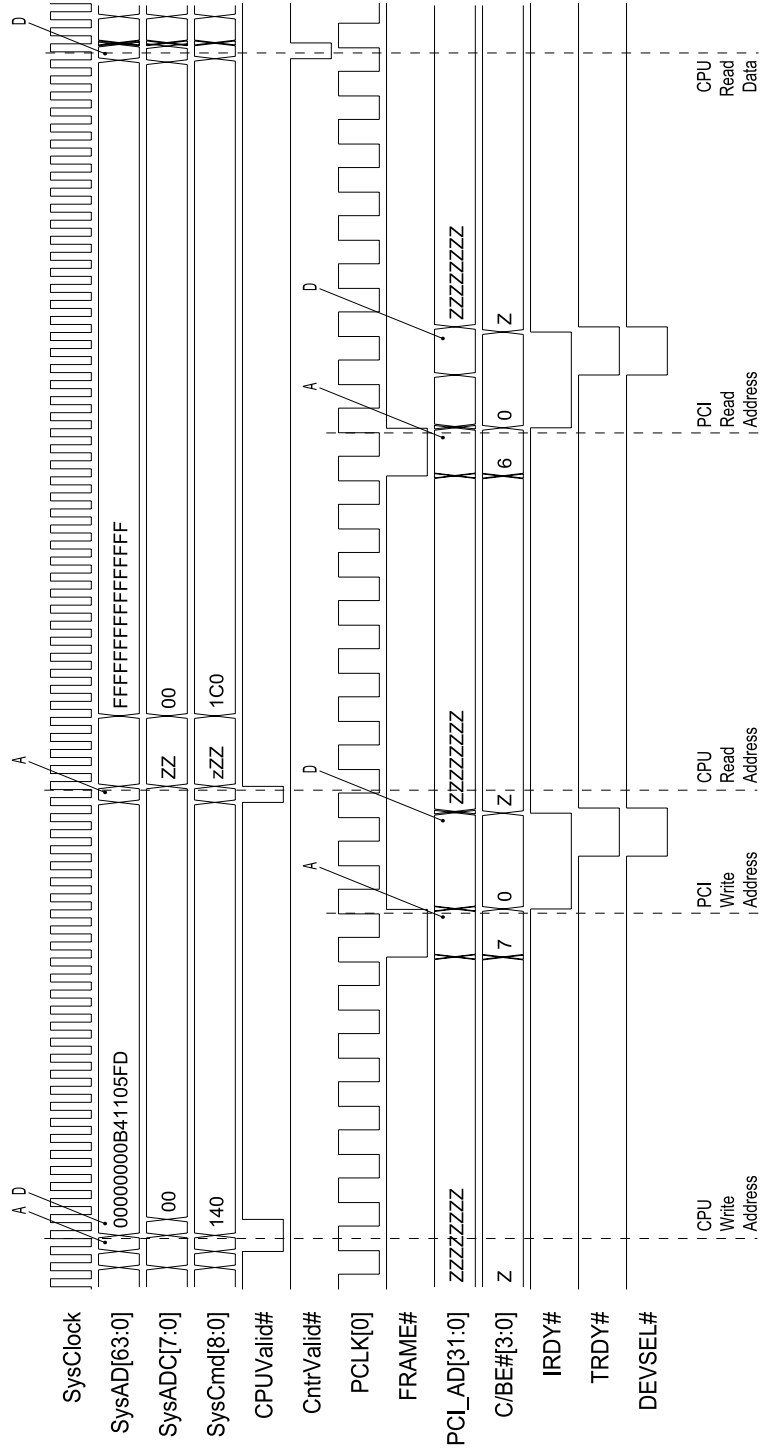 A D A A D
SysClock
SysAD[63:0] 00000000B41105FD FFFFFFFFFFFFFFFF
SysADC[7:0] 00 ZZ 00
SysCmd[8:0] 140 zZZ 1C0
CPUValid#
CntrValid#
A D A D
PCLK[0]
FRAME#
PCI_AD[31:0] ZZZZZZZZ ZZZZZZZZ ZZZZZZZZ
C/BE#[3:0] Z 7 0 Z 6 0 Z
IRDY#
TRDY#
DEVSEL#
CPU PCI CPU PCI CPU
Write Write Read Read Read
Address Address Address Address Data